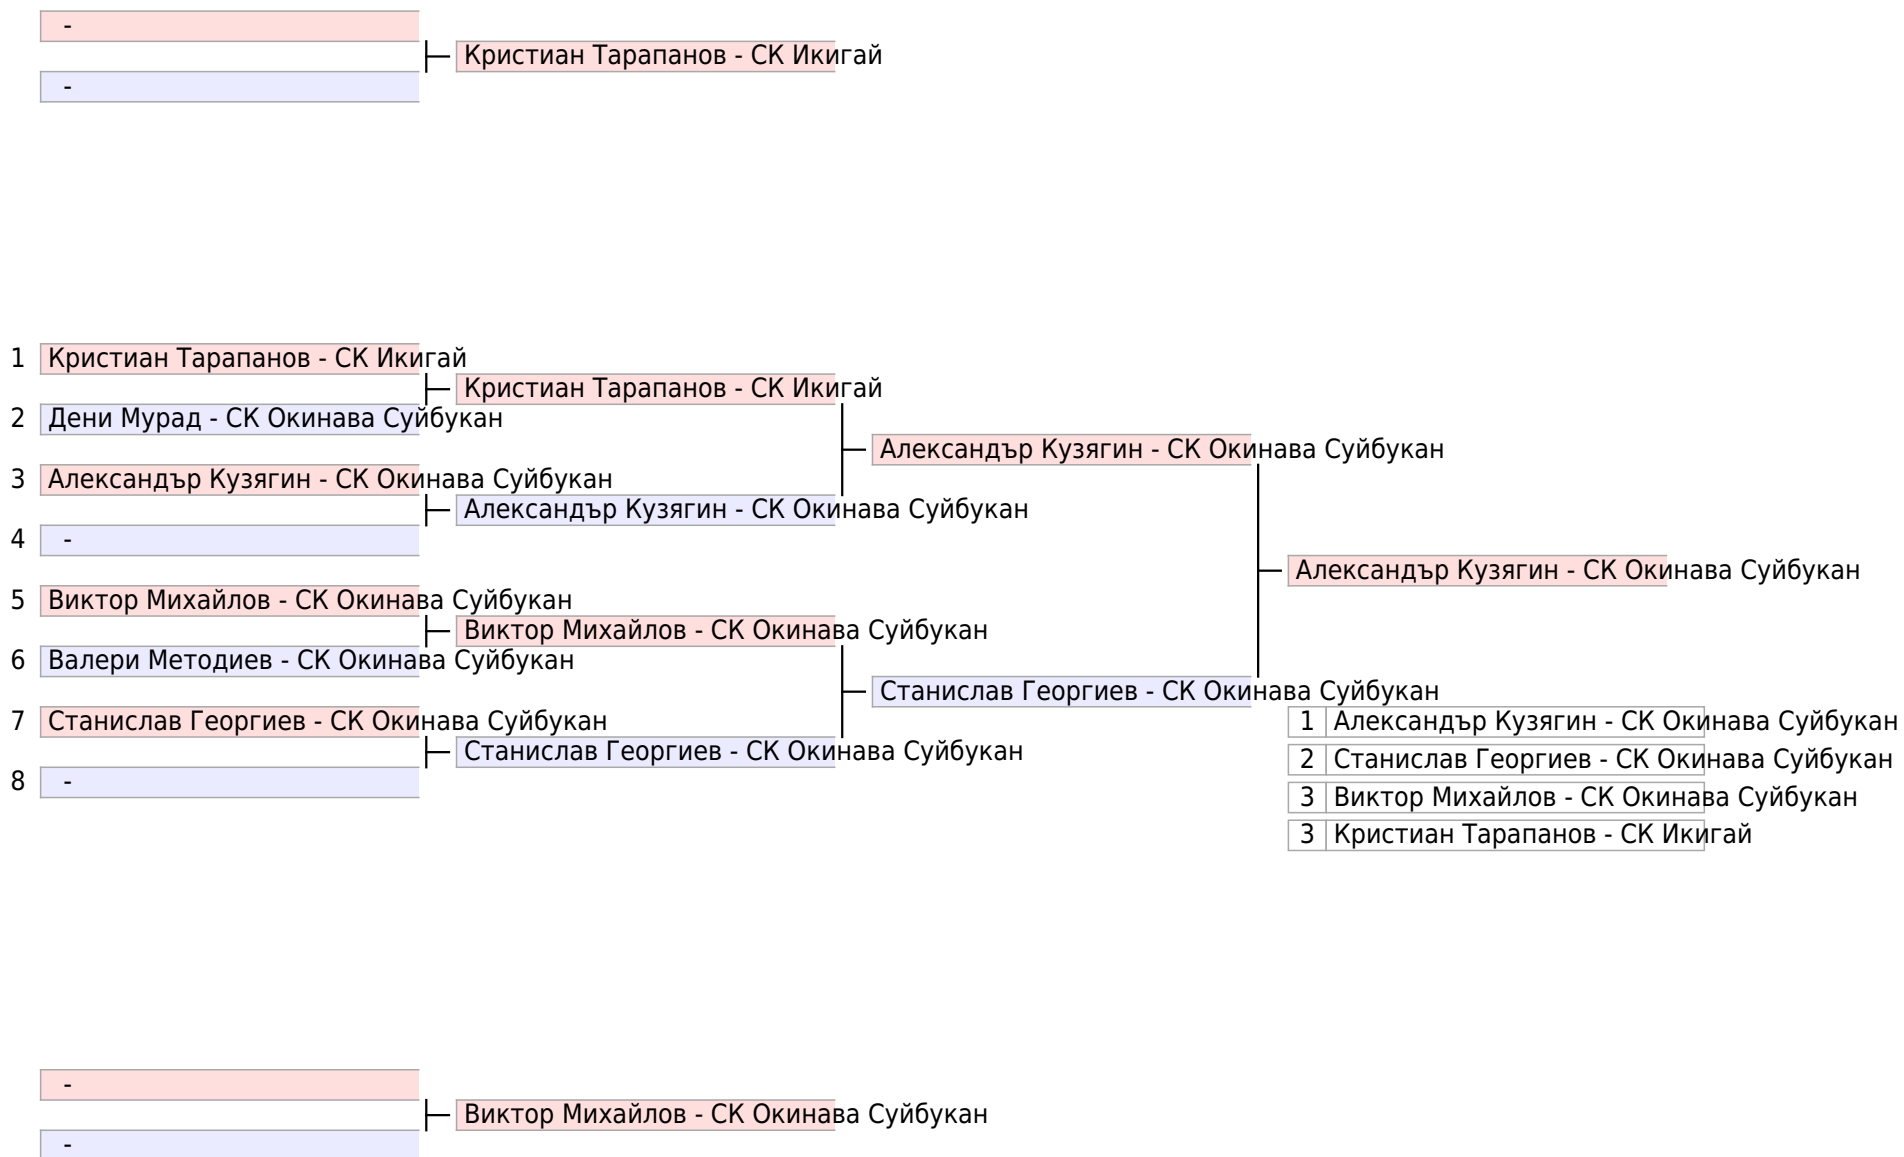 -
Кристиан Тарапанов - СК Икигай
-
1 Кристиан Тарапанов - СК Икигай
Кристиан Тарапанов - СК Икигай
2 Дени Мурад - СК Окинава Суйбукан
Александър Кузягин - СК Окинава Суйбукан
3 Александър Кузягин - СК Окинава Суйбукан
Александър Кузягин - СК Окинава Суйбукан
4 -
Александър Кузягин - СК Окинава Суйбукан
5 Виктор Михайлов - СК Окинава Суйбукан
Виктор Михайлов - СК Окинава Суйбукан
6 Валери Методиев - СК Окинава Суйбукан
Станислав Георгиев - СК Окинава Суйбукан
7 Станислав Георгиев - СК Окинава Суйбукан
Станислав Георгиев - СК Окинава Суйбукан
8 -
1 Александър Кузягин - СК Окинава Суйбукан
2 Станислав Георгиев - СК Окинава Суйбукан
3 Виктор Михайлов - СК Окинава Суйбукан
3 Кристиан Тарапанов - СК Икигай
-
Виктор Михайлов - СК Окинава Суйбукан
-